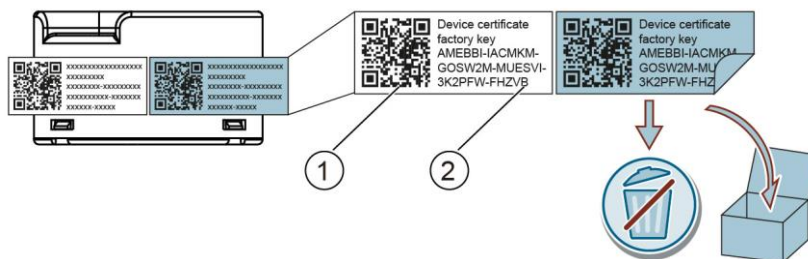 Device certificate
factory key
AMEBBI-IACMKM-
GOSW2M-MUESVI-
3K2PFW-FHZVB
Device certificate
factory key
AMEBBI-IACMKM
GOSW2M-MU
3K2PFW-FHZ
1
2